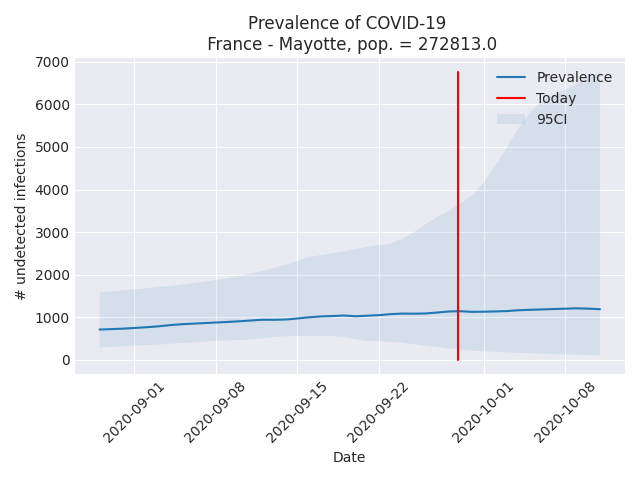 Prevalence of COVID-19
France - Mayotte, pop. = 272813.0
7000
6000
5000
4000
3000
2000
1000
0
# undetected infections
Prevalence
Today
95CI
2020-09-01
2020-09-08
2020-09-15
2020-09-22
2020-10-01
2020-10-08
Date